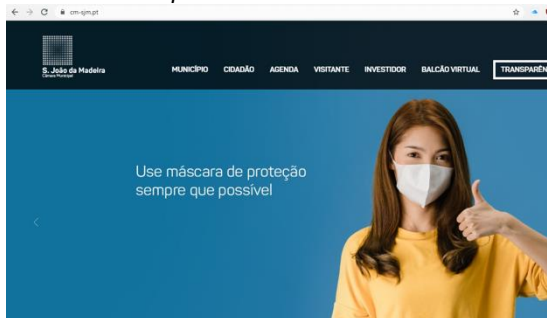 cm-sjm.pt
S. João da Madeira
Câmara Municipal
MUNICÍPIO CIDADÃO AGENDA VISITANTE INVESTIDOR BALCÃO VIRTUAL TRANSPARÊN
Use máscara de proteção
sempre que possível